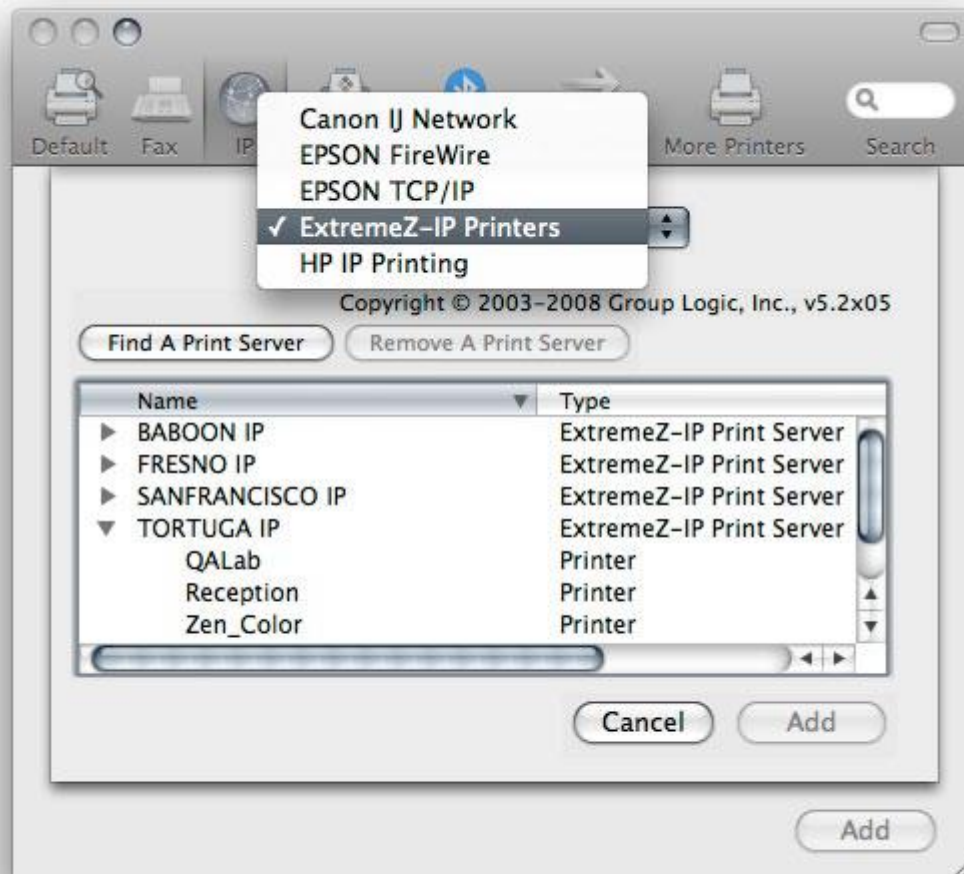 Default Fax IP More Printers Search
Canon IJ Network
EPSON FireWire
EPSON TCP/IP
✓ ExtremeZ-IP Printers
HP IP Printing
Copyright © 2003-2008 Group Logic, Inc., v5.2x05
Find A Print Server Remove A Print Server
Name Type
BABOON IP ExtremeZ-IP Print Server
FRESNO IP ExtremeZ-IP Print Server
SANFRANCISCO IP ExtremeZ-IP Print Server
TORTUGA IP ExtremeZ-IP Print Server
QALab Printer
Reception Printer
Zen_Color Printer
Cancel Add
Add